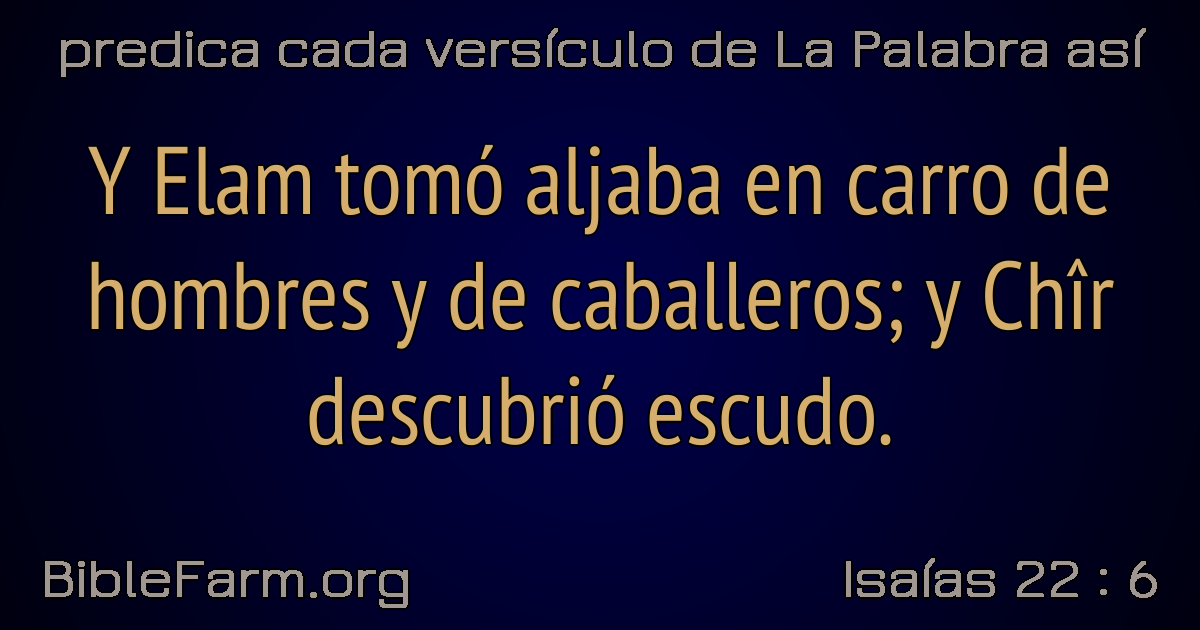 predica cada versículo de La Palabra así
Y Elam tomó aljaba en carro de
hombres y de caballeros; y Chîr
descubrió escudo.
BibleFarm.org
Isaías 22 : 6